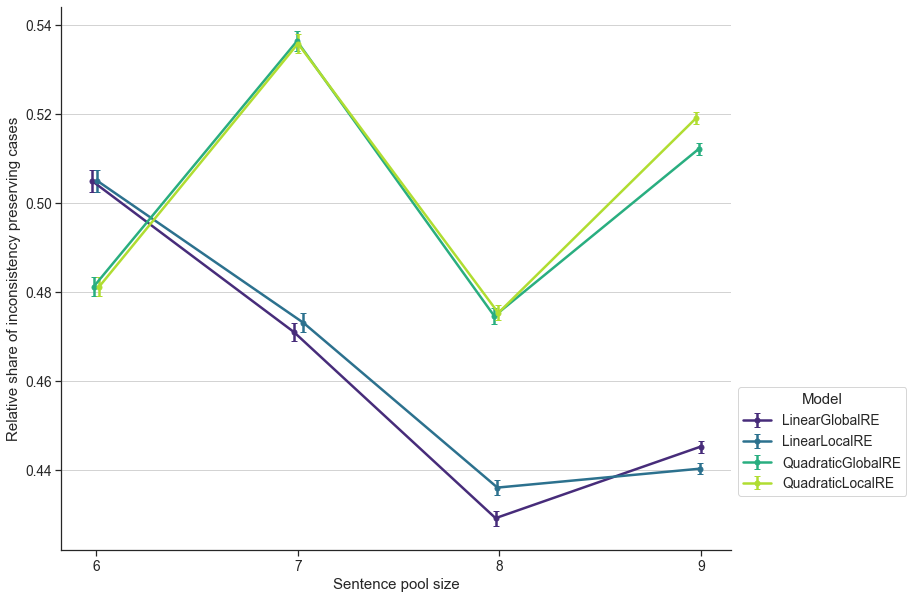 Relative share of inconsistency preserving cases
0.54
0.52
0.50
0.48
0.46
0.44
6
7
8
9
Sentence pool size
Model
LinearGlobalRE
LinearLocalRE
QuadraticGlobalRE
QuadraticLocalRE